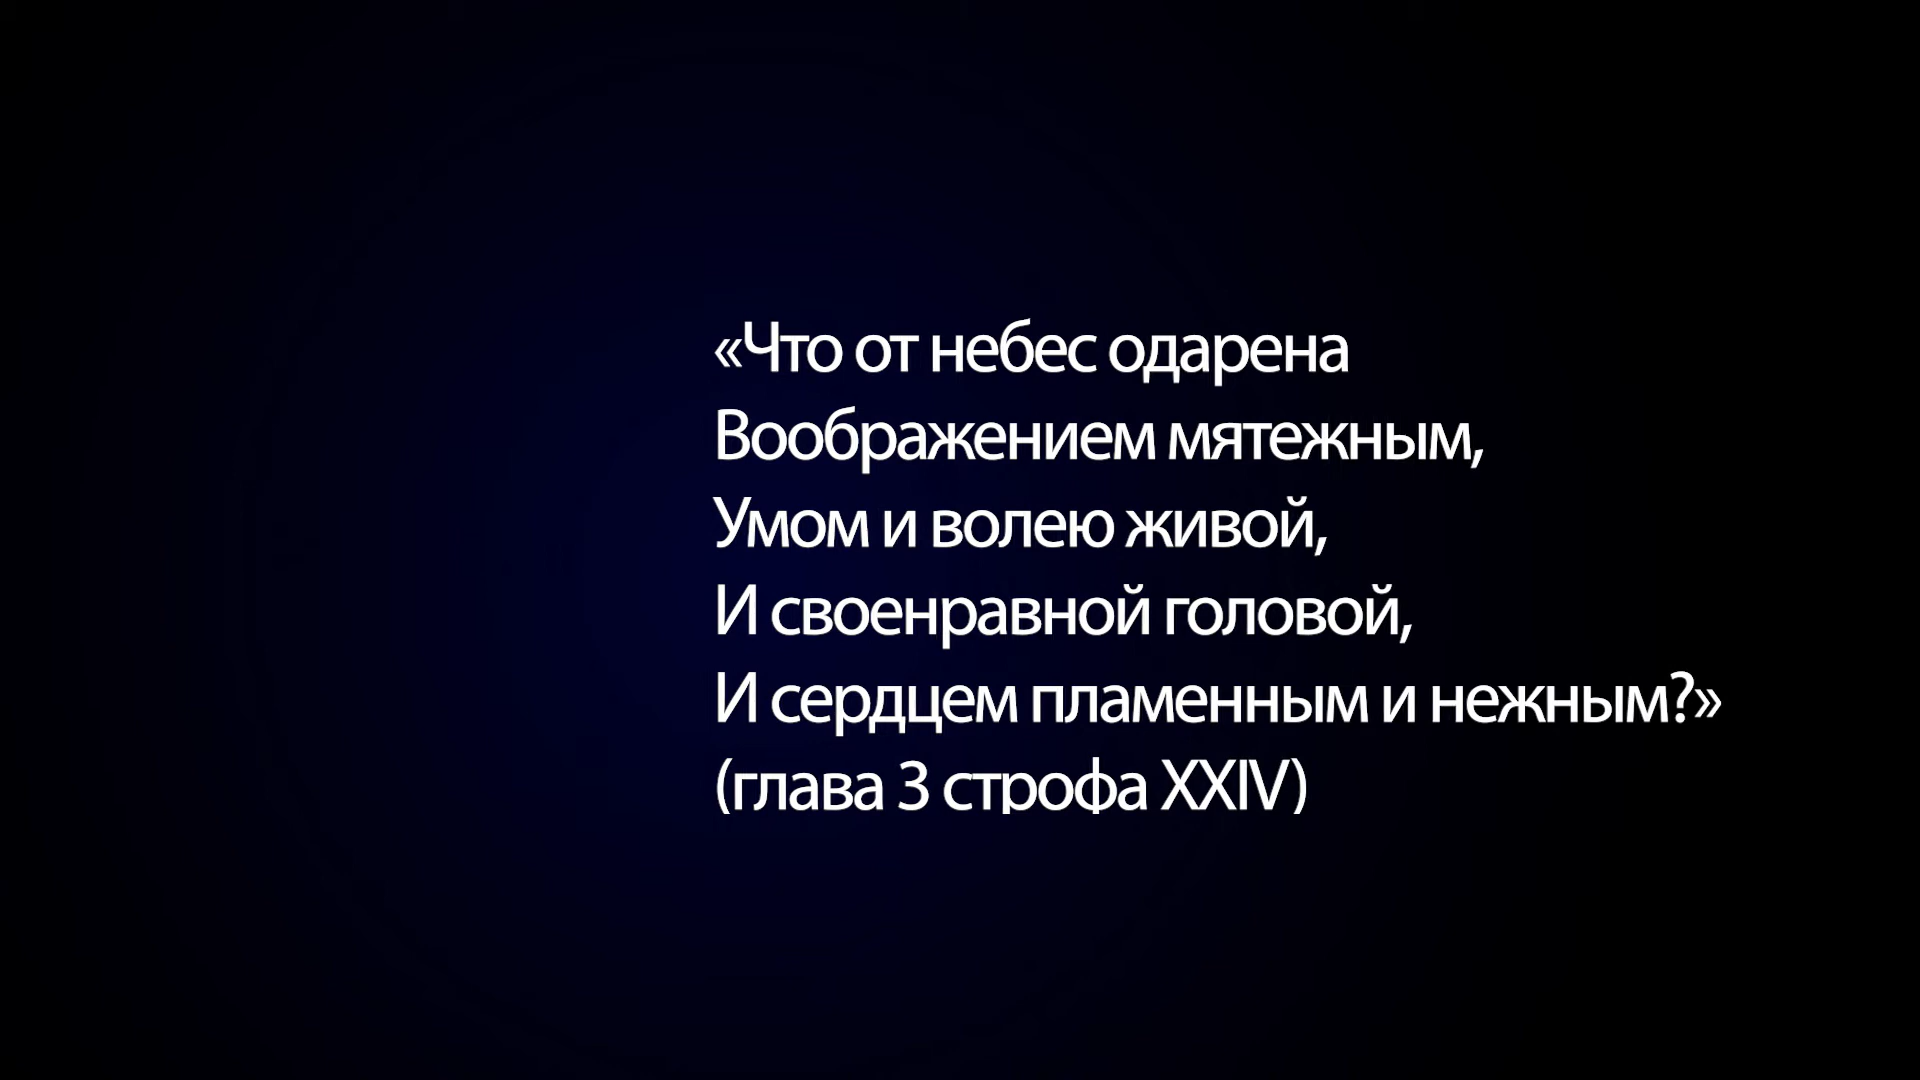 «Что от небес одарена
Воображением мятежным,
Умом и волею живой,
И своенравной головой,
И сердцем пламенным и нежным?»
(глава 3 строфа XXIV)